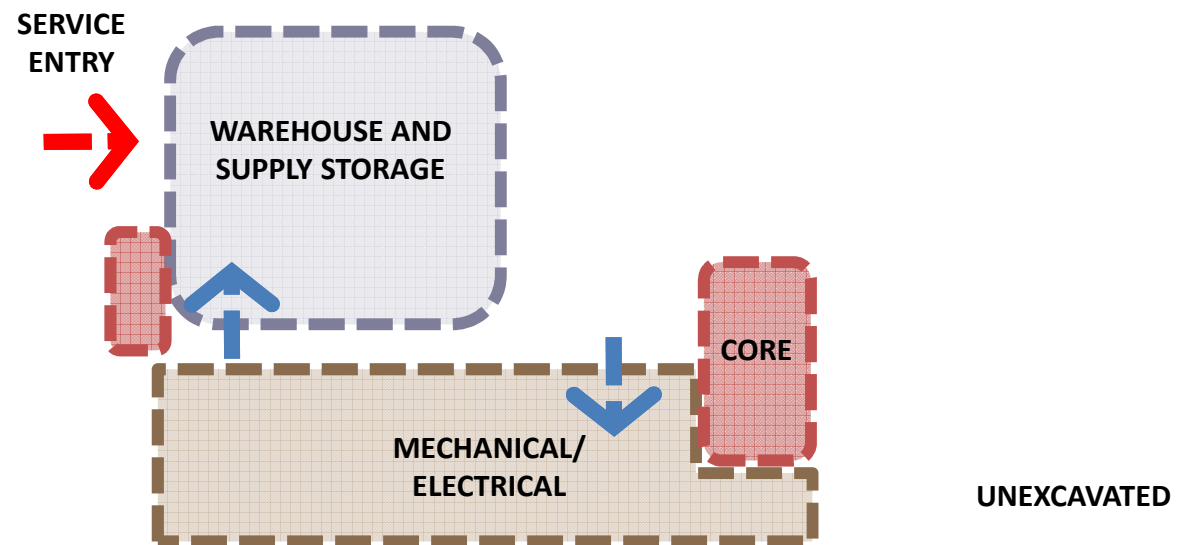 SERVICE
ENTRY
WAREHOUSE AND
SUPPLY STORAGE
CORE
MECHANICAL/
ELECTRICAL
UNEXCAVATED